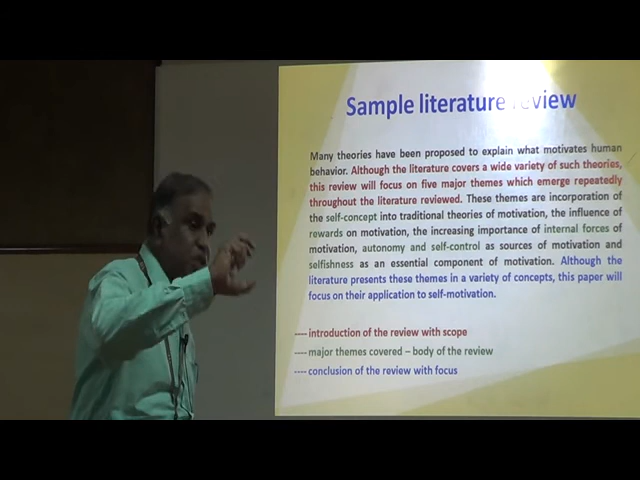 Sample literature review
Many theories have been proposed to explain what motivates human
behavior. Although the literature covers a wide variety of such theories,
this review will focus on five major themes which emerge repeatedly
throughout the literature reviewed. These themes are incorporation of
the self-concept into traditional theories of motivation, the influence of
rewards on motivation, the increasing importance of internal forces of
motivation, autonomy and self-control as sources of motivation and
selfishness as an essential component of motivation. Although the
literature presents these themes in a variety of concepts, this paper will
focus on their application to self-motivation.
---- introduction of the review with scope
---- major themes covered – body of the review
---- conclusion of the review with focus